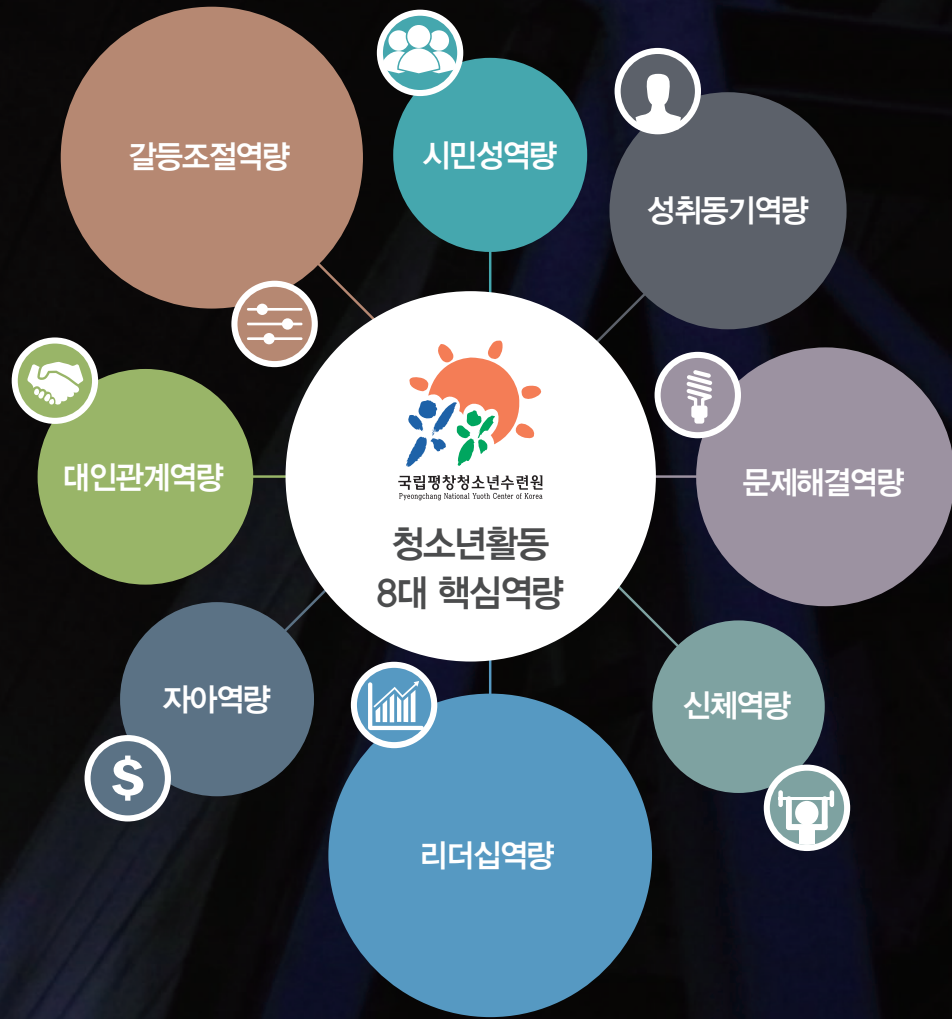 갈등조절역량
시민성역량
성취동기역량
대인관계역량
국립평창청소년수련원
Pyeongchang National Yuoth Center of Korea
청소년활동
8대 핵심역량
문제해결역량
자아역량
$
신체역량
리더십역량